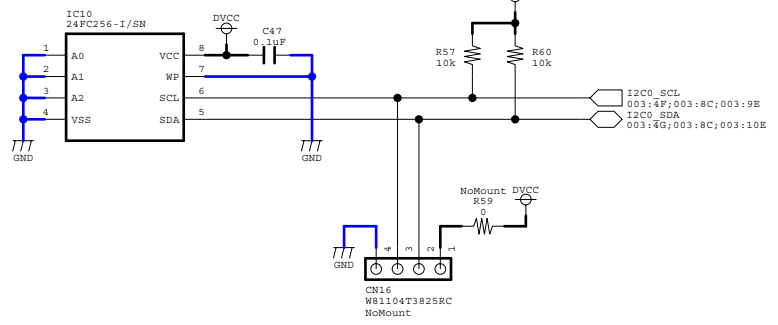 IC10
24FC256-I/SN
DVCC
C47
0.1uF
1 A0 VCC 8
2 A1 WP 7
3 A2 SCL 6
4 VSS SDA 5
GND
GND
R57
10k
R60
10k
I2C0_SCL
003:4F;003:8C;003:9E
I2C0_SDA
003:4G;003:8C;003:10E
NoMount
R59
0
DVCC
GND
4 3 2 1
CN16
W81104T3825RC
NoMount